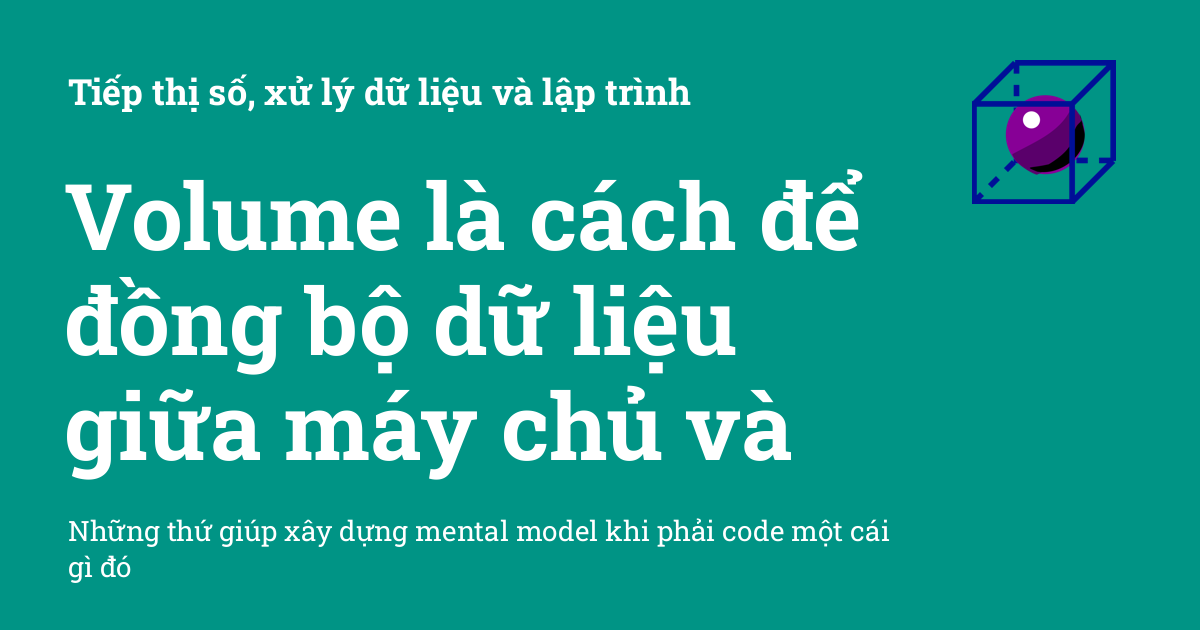 Tiếp thị số, xử lý dữ liệu và lập trình
Volume là cách để
đồng bộ dữ liệu
giữa máy chủ và
Những thứ giúp xây dựng mental model khi phải code một cái
gì đó